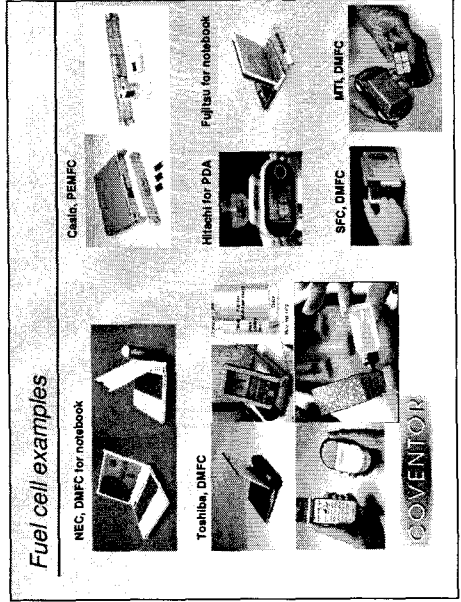 Fuel cell examples
NEC, DMFC for notebook
Casio, PEMFC
Toshiba, DMFC
Hitachi for PDA
Fujitsu for notebook
SFC, DMFC
MTI, DMFC
COVENTOR